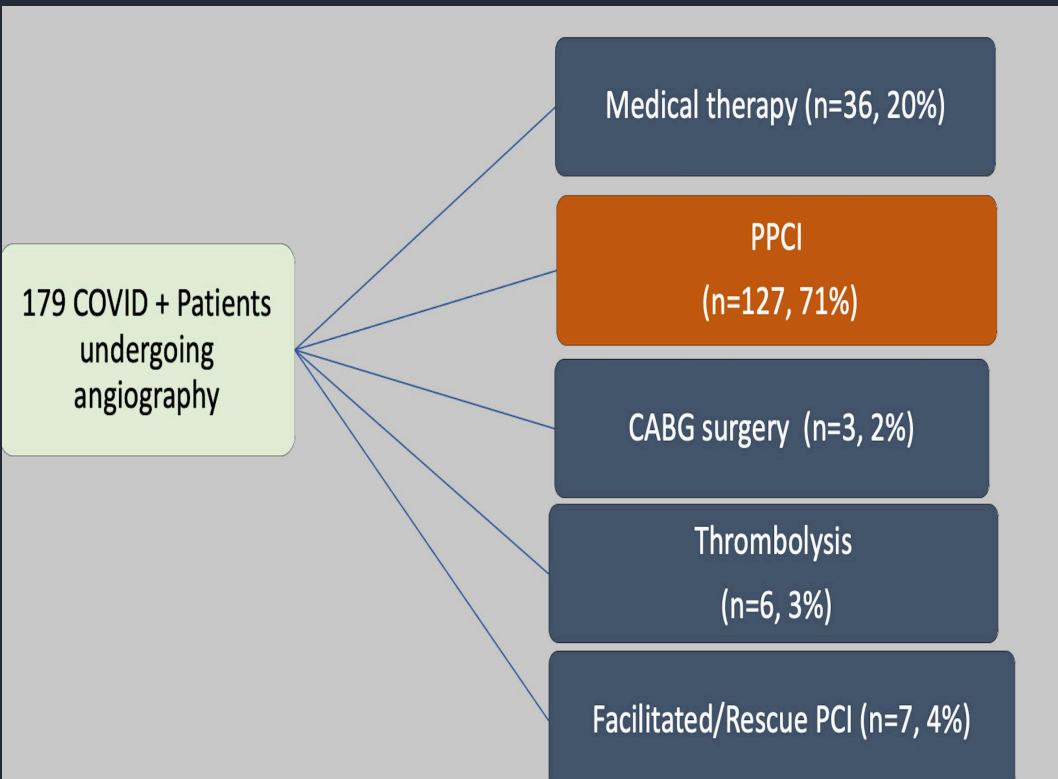 179 COVID + Patients
undergoing
angiography
Medical therapy (n=36, 20%)
PPCI
(n=127, 71%)
CABG surgery (n=3, 2%)
Thrombolysis
(n=6, 3%)
Facilitated/Rescue PCI (n=7, 4%)